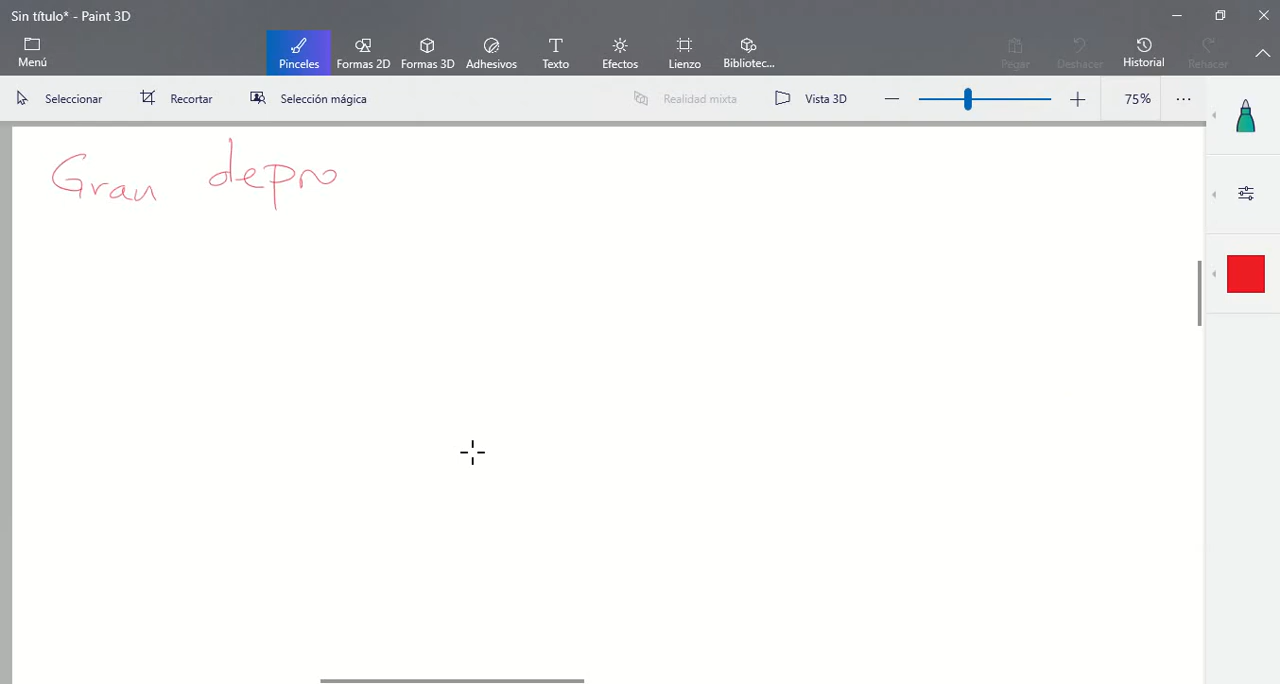 Sin título* - Paint 3D
Menú Pinceles Formas 2D Formas 3D Adhesivos Texto Efectos Lienzo Bibliotec... Pegar Deshacer Historial Rehacer
Seleccionar Recortar Selección mágica Realidad mixta Vista 3D 75% ...
Gran depno